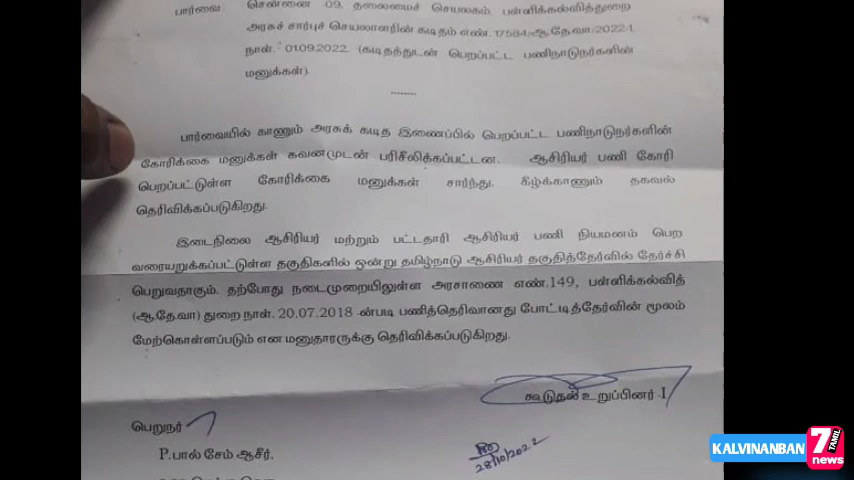 பார்வை: சென்னை -09, தலைமைச் செயலகம், பள்ளிக்கல்வித்துறை
அரசுச் சார்புச் செயலாளரின் கடிதம் எண். 17584/ஆ.தே.வா/2022-1
நாள். 01.09.2022. (கடிதத்துடன் பெறப்பட்ட பணிநாடுநர்களின்
மனுக்கள்).
--------
பார்வையில் காணும் அரசுக் கடித இணைப்பில் பெறப்பட்ட பணிநாடுநர்களின்
கோரிக்கை மனுக்கள் கவனமுடன் பரிசீலிக்கப்பட்டன. ஆசிரியர் பணி கோரி
பெறப்பட்டுள்ள கோரிக்கை மனுக்கள் சார்ந்து, கீழ்க்காணும் தகவல்
தெரிவிக்கப்படுகிறது.
இடைநிலை ஆசிரியர் மற்றும் பட்டதாரி ஆசிரியர் பணி நியமனம் பெற
வரையறுக்கப்பட்டுள்ள தகுதிகளில் ஒன்று தமிழ்நாடு ஆசிரியர் தகுதித்தேர்வில் தேர்ச்சி
பெறுவதாகும். தற்போது நடைமுறையிலுள்ள அரசாணை எண்.149, பள்ளிக்கல்வித்
(ஆ.தே.வா) துறை நாள். 20.07.2018 -ன்படி பணித்தெரிவானது போட்டித்தேர்வின் மூலம்
மேற்கொள்ளப்படும் என மனுதாரருக்கு தெரிவிக்கப்படுகிறது.
கூடுதல் உறுப்பினர் -I
பெறுநர்
P.பால் சேம் ஆசீர்,
28/10/2022
KALVINANBAN 7 TAMIL
news